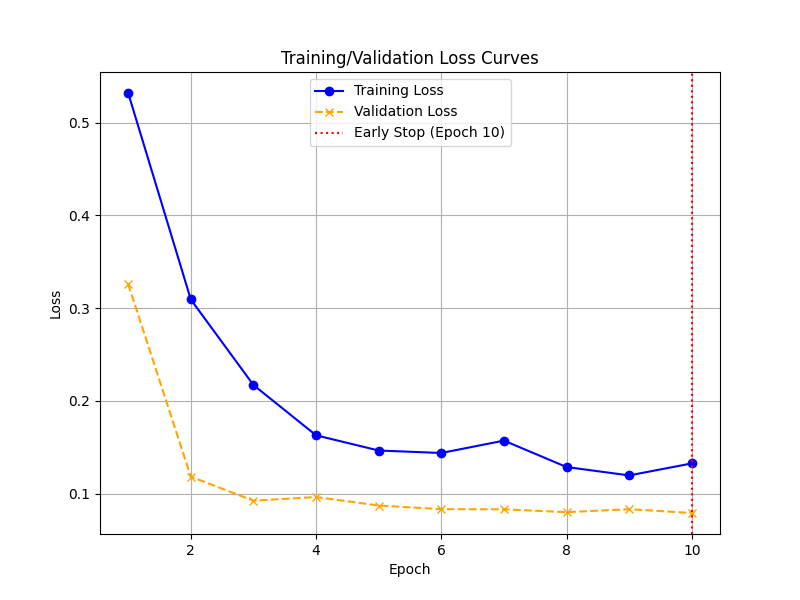 Training/Validation Loss Curves
Training Loss
Validation Loss
Early Stop (Epoch 10)
Loss
0.5
0.4
0.3
0.2
0.1
2 4 6 8 10
Epoch